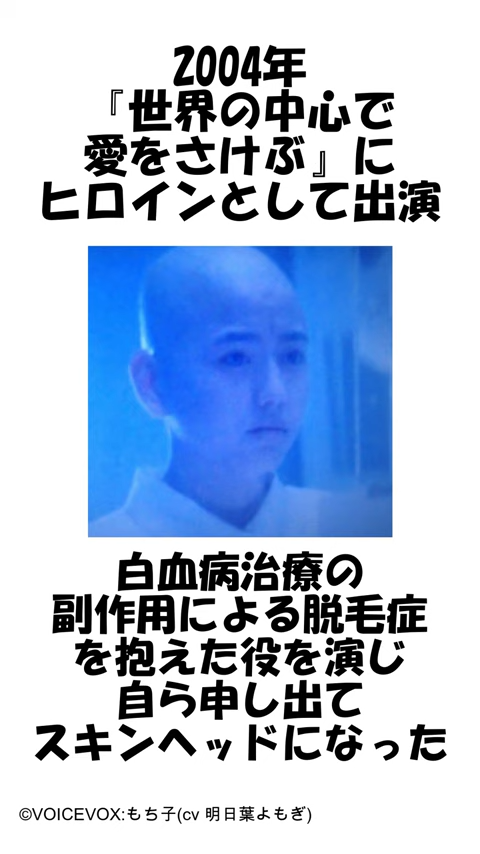 2004年
『世界の中心で
愛をさけぶ』に
ヒロインとして出演
白血病治療の
副作用による脱毛症
を抱えた役を演じ
自ら申し出て
スキンヘッドになった
©VOICEVOX:もち子(cv 明日葉よもぎ)